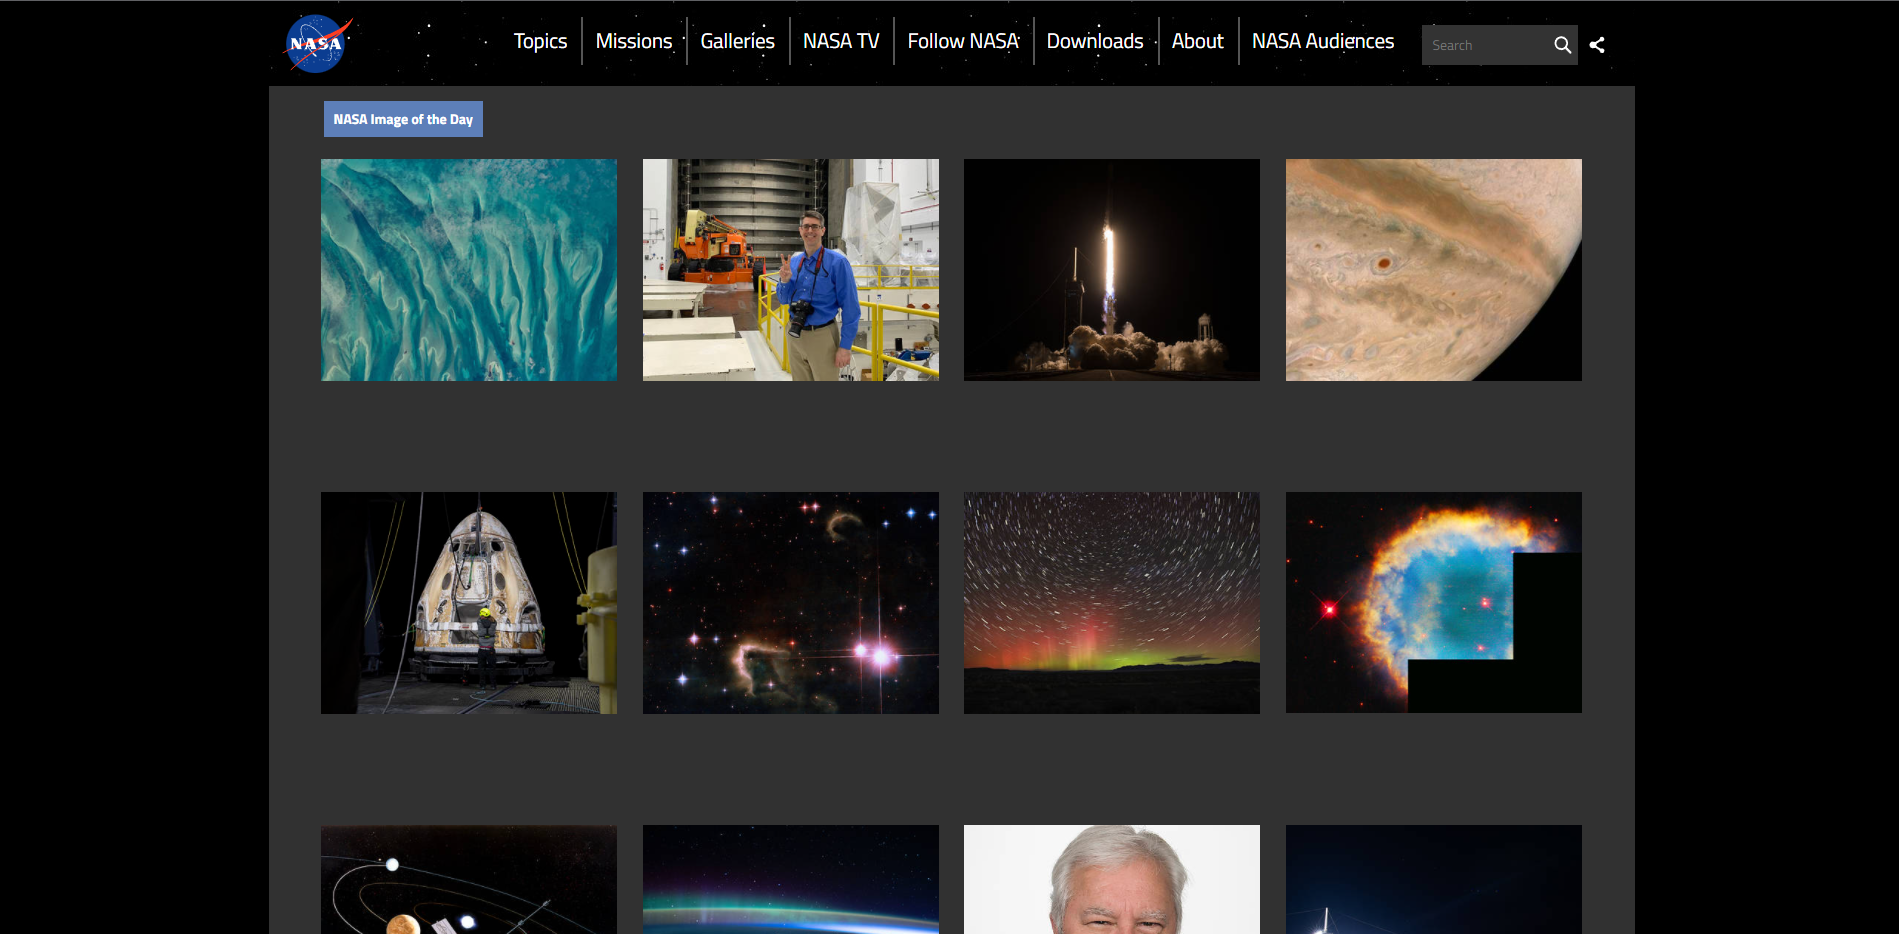 NASA
Topics
Missions
Galleries
NASA TV
Follow NASA
Downloads
About
NASA Audiences
Search
NASA Image of the Day